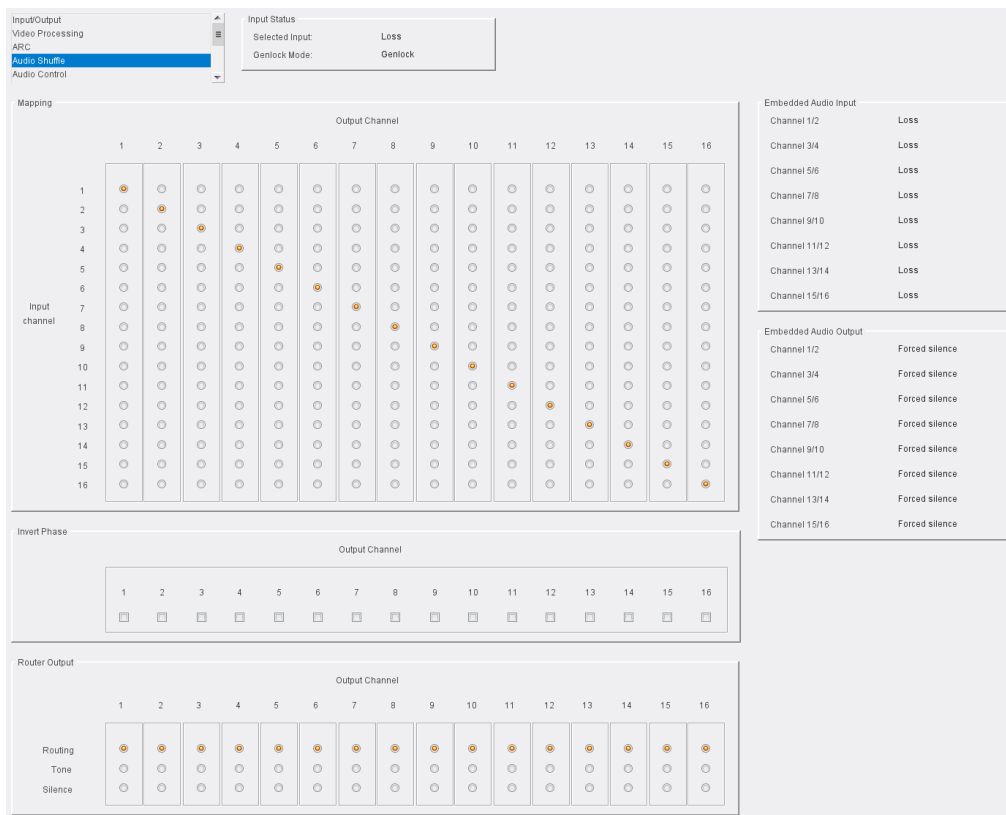 Input/Output
Video Processing
ARC
Audio Shuffle
Audio Control
Input Status
Selected Input: Loss
Genlock Mode: Genlock
Mapping
Output Channel
1 2 3 4 5 6 7 8 9 10 11 12 13 14 15 16
1
2
3
4
5
6
Input
7
channel
8
9
10
11
12
13
14
15
16
Embedded Audio Input
Channel 1/2 Loss
Channel 3/4 Loss
Channel 5/6 Loss
Channel 7/8 Loss
Channel 9/10 Loss
Channel 11/12 Loss
Channel 13/14 Loss
Channel 15/16 Loss
Embedded Audio Output
Channel 1/2 Forced silence
Channel 3/4 Forced silence
Channel 5/6 Forced silence
Channel 7/8 Forced silence
Channel 9/10 Forced silence
Channel 11/12 Forced silence
Channel 13/14 Forced silence
Channel 15/16 Forced silence
Invert Phase
Output Channel
1 2 3 4 5 6 7 8 9 10 11 12 13 14 15 16
Router Output
Output Channel
1 2 3 4 5 6 7 8 9 10 11 12 13 14 15 16
Routing
Tone
Silence